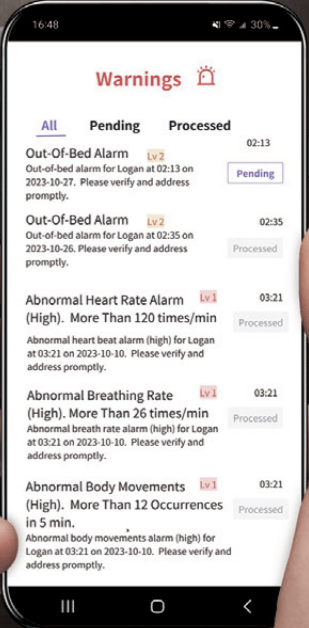 16:48
30%
Warnings
All Pending Processed
02:13
Out-Of-Bed Alarm Lv 2
Out-of-bed alarm for Logan at 02:13 on
2023-10-27. Please verify and address
promptly.
Pending
Out-Of-Bed Alarm Lv 2 02:35
Out-of-bed alarm for Logan at 02:35 on
2023-10-26. Please verify and address
promptly.
Processed
Abnormal Heart Rate Alarm Lv 1 03:21
(High). More Than 120 times/min
Processed
Abnormal heart beat alarm (high) for Logan
at 03:21 on 2023-10-10. Please verify and
address promptly.
Abnormal Breathing Rate Lv 1 03:21
(High). More Than 26 times/min
Processed
Abnormal breath rate alarm (high) for Logan
at 03:21 on 2023-10-10. Please verify and
address promptly.
Abnormal Body Movements Lv 1 03:21
(High). More Than 12 Occurrences
in 5 min.
Processed
Abnormal body movements alarm (high) for
Logan at 03:21 on 2023-10-10. Please verify and
address promptly.